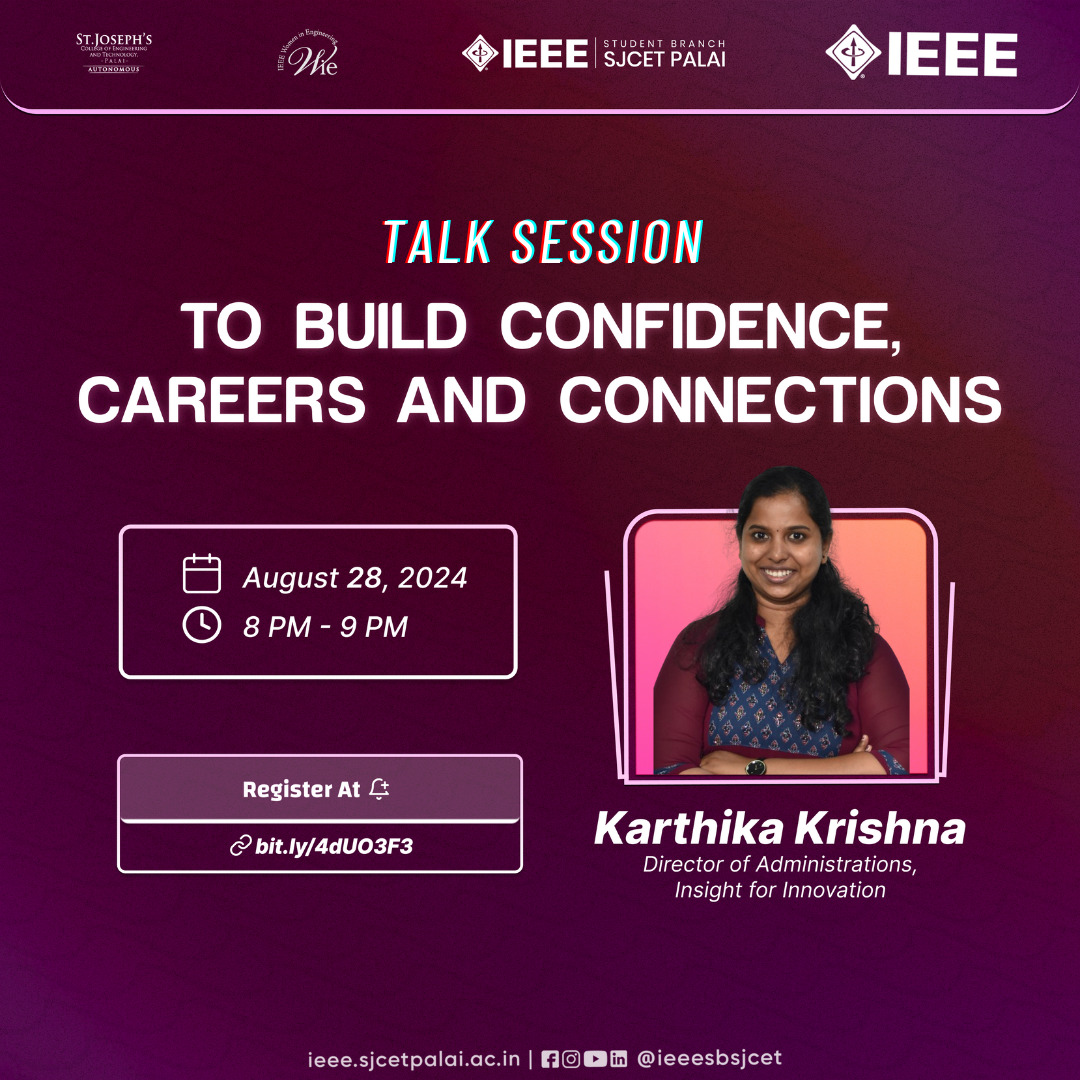 ST.JOSEPH'S
COLLEGE OF ENGINEERING
AND TECHNOLOGY,
- PALAI -
AUTONOMOUS
IEEE Women in Engineering
WIE
IEEE
STUDENT BRANCH
SJCET PALAI
IEEE
TALK SESSION
TO BUILD CONFIDENCE,
CAREERS AND CONNECTIONS
August 28, 2024
8 PM - 9 PM
Register At
bit.ly/4dUO3F3
Karthika Krishna
Director of Administrations,
Insight for Innovation
ieee.sjcetpalai.ac.in | @ieeesbsjcet